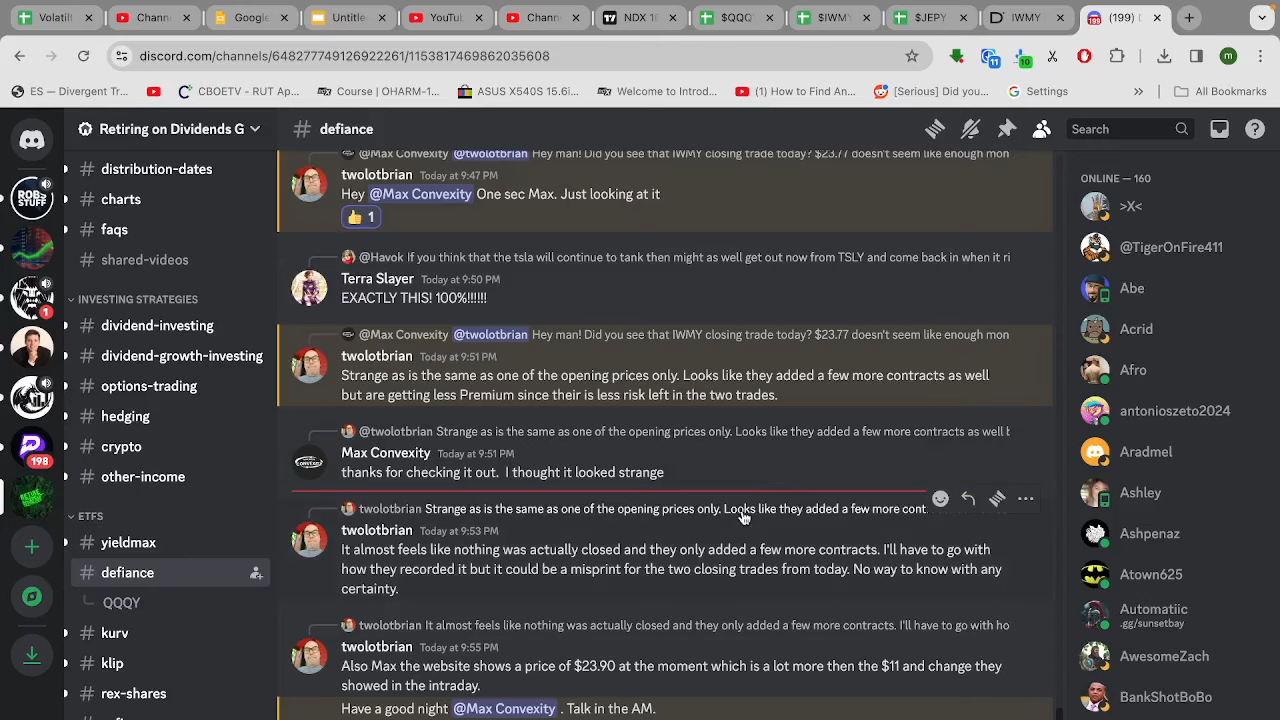 Volatil
Chann
Google
Untitle
YouTu
Chann
NDX 1
$QQQ
$IWMY
$JEPY
IWMY
(199) D
discord.com/channels/648277749126922261/1153817469862035608
11
10
m
ES — Divergent Tr...
CBOETV – RUT Ap...
Course | OHARM-1...
ASUS X540S 15.6i...
Welcome to Introd...
(1) How to Find An...
[Serious] Did you...
Settings
»
All Bookmarks
Retiring on Dividends G
# defiance
Search
# distribution-dates
# charts
# faqs
# shared-videos
INVESTING STRATEGIES
# dividend-investing
# dividend-growth-investing
# options-trading
# hedging
# crypto
# other-income
ETFS
# yieldmax
# defiance
QQQY
# kurv
# klip
# rex-shares
ROB'S STUFF
1
198
@Max Convexity @twolotbrian Hey man! Did you see that IWMY closing trade today? $23.77 doesn't seem like enough mon
twolotbrian Today at 9:47 PM
Hey @Max Convexity One sec Max. Just looking at it
1
@Havok If you think that the tsla will continue to tank then might as well get out now from TSLY and come back in when it ri
Terra Slayer Today at 9:50 PM
EXACTLY THIS! 100%!!!!!!
@Max Convexity @twolotbrian Hey man! Did you see that IWMY closing trade today? $23.77 doesn't seem like enough mon
twolotbrian Today at 9:51 PM
Strange as is the same as one of the opening prices only. Looks like they added a few more contracts as well
but are getting less Premium since their is less risk left in the two trades.
@twolotbrian Strange as is the same as one of the opening prices only. Looks like they added a few more contracts as well b
Max Convexity Today at 9:51 PM
thanks for checking it out. I thought it looked strange
twolotbrian Strange as is the same as one of the opening prices only. Looks like they added a few more cont
twolotbrian Today at 9:53 PM
It almost feels like nothing was actually closed and they only added a few more contracts. I'll have to go with
how they recorded it but it could be a misprint for the two closing trades from today. No way to know with any
certainty.
twolotbrian It almost feels like nothing was actually closed and they only added a few more contracts. I'll have to go with ho
twolotbrian Today at 9:55 PM
Also Max the website shows a price of $23.90 at the moment which is a lot more then the $11 and change they
showed in the intraday.
Have a good night @Max Convexity . Talk in the AM.
ONLINE — 160
>X<
@TigerOnFire411
Abe
Acrid
Afro
antonioszeto2024
Aradmel
Ashley
Ashpenaz
Atown625
Automatiic
.gg/sunsetbay
AwesomeZach
BankShotBoBo